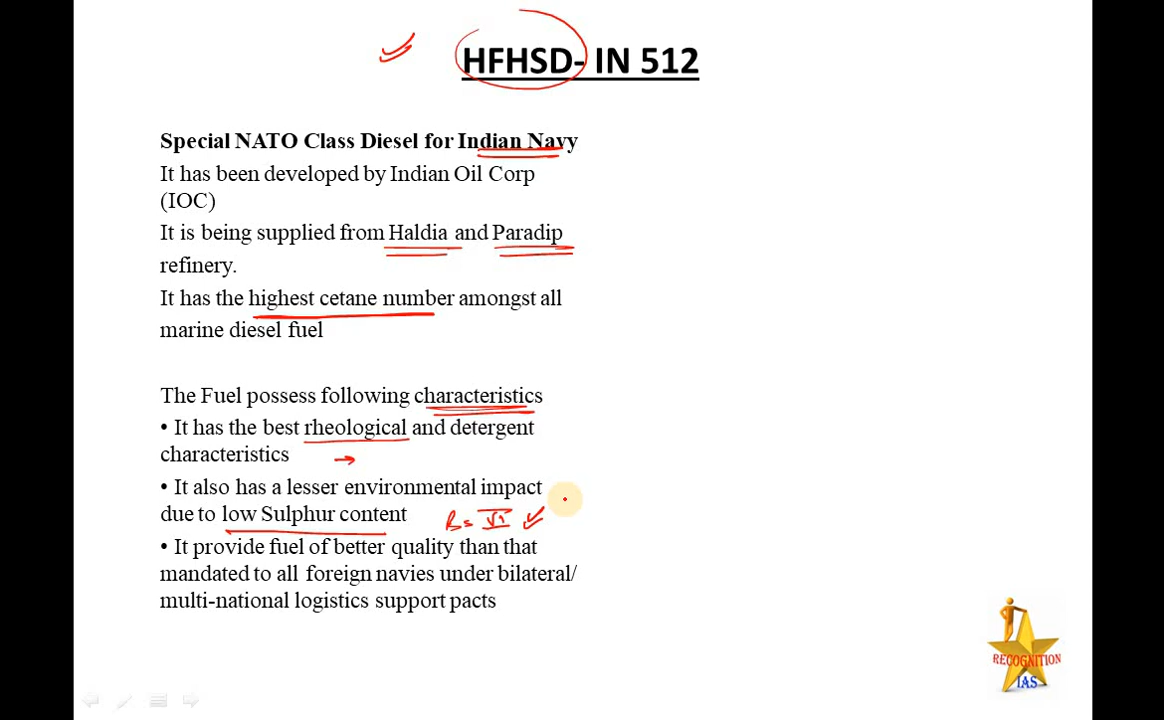 HFHSD- IN 512
Special NATO Class Diesel for Indian Navy
It has been developed by Indian Oil Corp
(IOC)
It is being supplied from Haldia and Paradip
refinery.
It has the highest cetane number amongst all
marine diesel fuel
The Fuel possess following characteristics
• It has the best rheological and detergent
characteristics
• It also has a lesser environmental impact
due to low Sulphur content
BS VI
• It provide fuel of better quality than that
mandated to all foreign navies under bilateral/
multi-national logistics support pacts
RECOGNITION
IAS